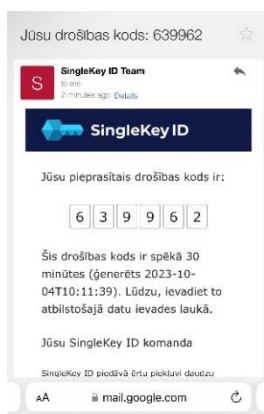 Jūsu drošības kods: 639962
S
SingleKey ID Team
to me
2 minutes ago Details
SingleKey ID
Jūsu pieprasītais drošības kods ir:
6 3 9 9 6 2
Šis drošības kods ir spēkā 30
minūtes (ģenerēts 2023-10-
04T10:11:39). Lūdzu, ievadiet to
atbilstošajā datu ievades laukā.
Jūsu SingleKey ID komanda
SingleKey ID piedāvā ērtu piekļuvi daudzu
AA mail.google.com